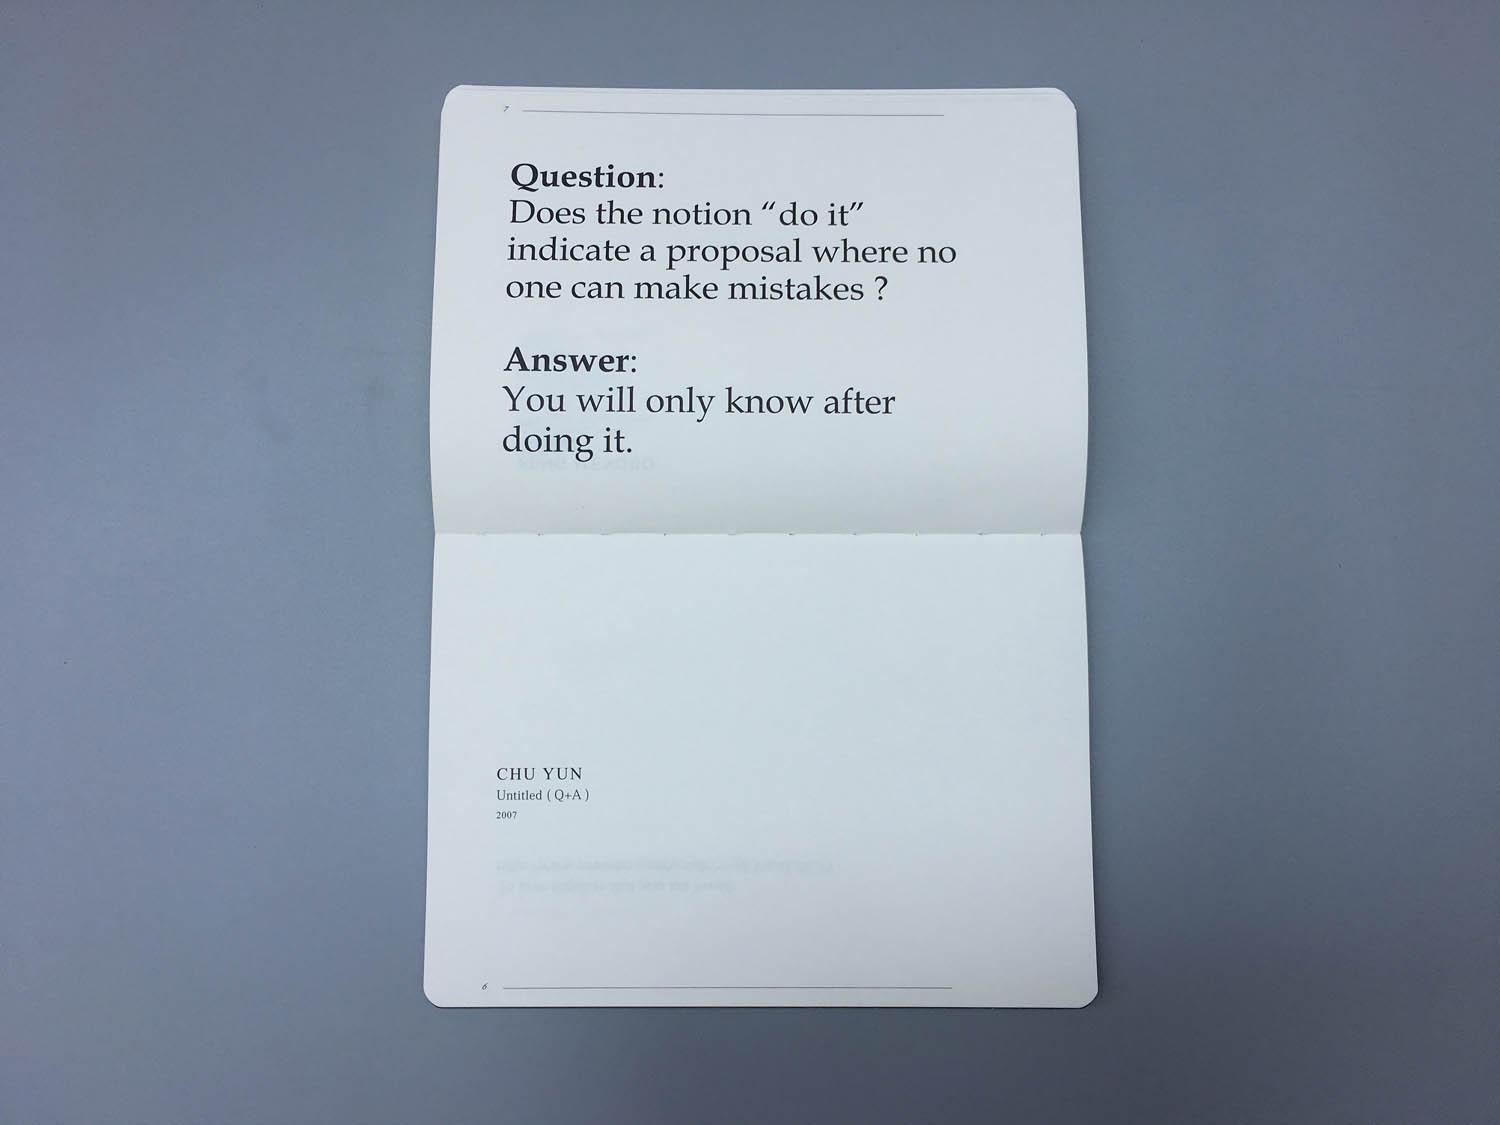 7
Question:
Does the notion “do it”
indicate a proposal where no
one can make mistakes ?
Answer:
You will only know after
doing it.
CHU YUN
Untitled ( Q+A )
2007
6